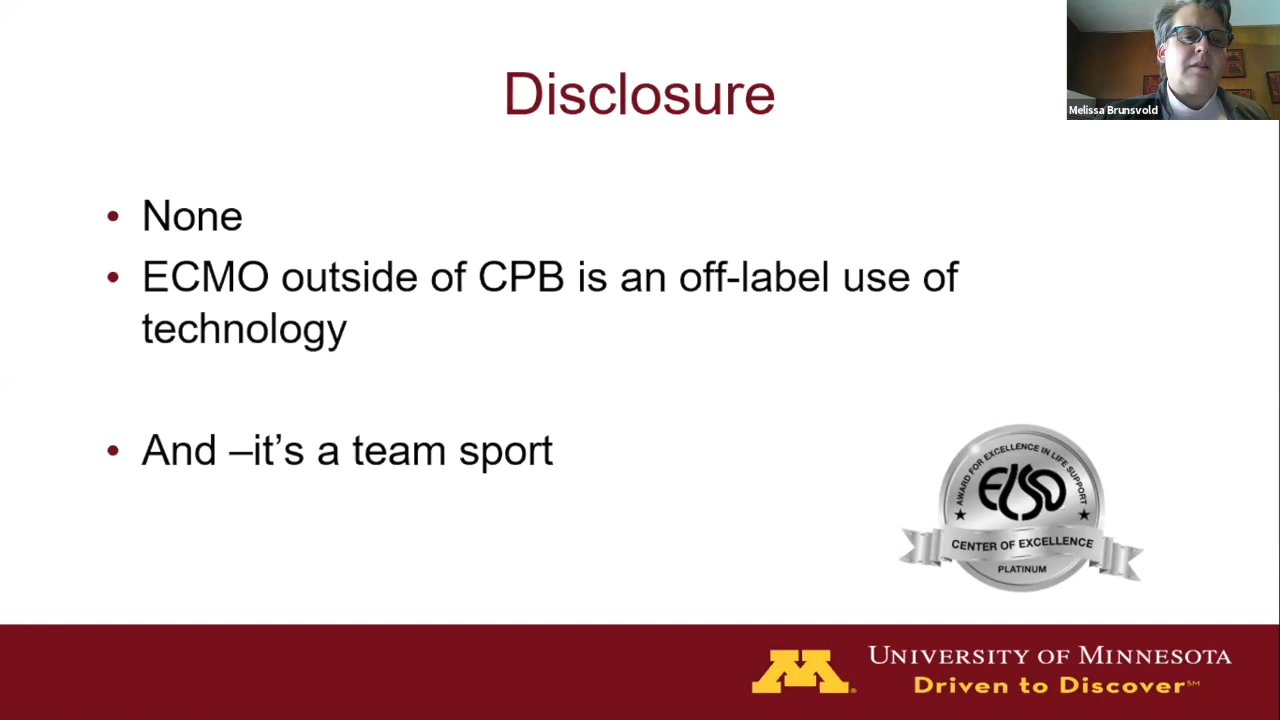 Melissa Brunsvold
Disclosure
• None
• ECMO outside of CPB is an off-label use of
technology
• And –it’s a team sport
AWARD FOR EXCELLENCE IN LIFE SUPPORT
ELSO
CENTER OF EXCELLENCE
PLATINUM
M
UNIVERSITY OF MINNESOTA
Driven to Discover℠